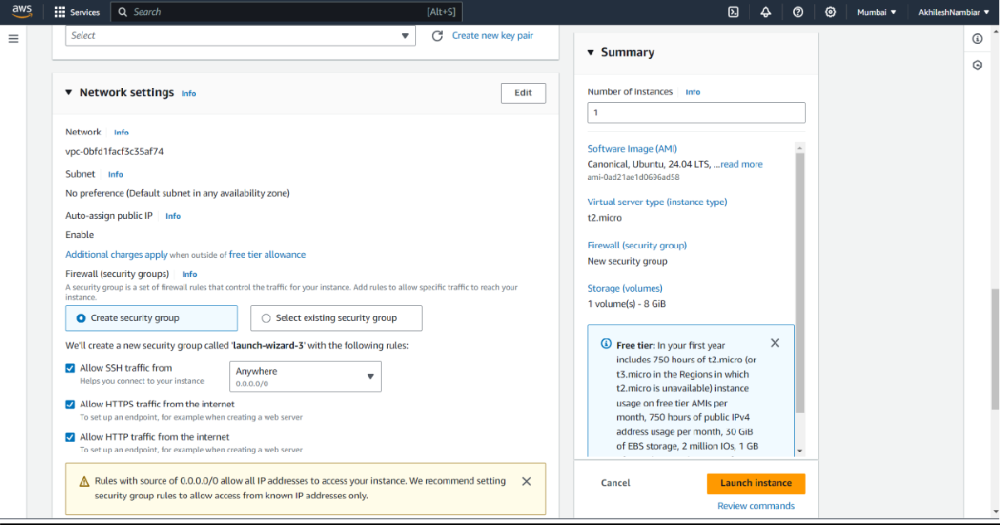 aws Services Search [Alt+S] Mumbai ▼ AkhileshNambiar ▼
Select
Create new key pair
Network settings Info
Edit
Network Info
vpc-0bfd1facf3c35af74
Subnet Info
No preference (Default subnet in any availability zone)
Auto-assign public IP Info
Enable
Additional charges apply when outside of free tier allowance
Firewall (security groups) Info
A security group is a set of firewall rules that control the traffic for your instance. Add rules to allow specific traffic to reach your
instance.
Create security group
Select existing security group
We'll create a new security group called 'launch-wizard-3' with the following rules:
Allow SSH traffic from
Helps you connect to your instance
Anywhere
0.0.0.0/0
Allow HTTPS traffic from the internet
To set up an endpoint, for example when creating a web server
Allow HTTP traffic from the internet
To set up an endpoint, for example when creating a web server
Rules with source of 0.0.0.0/0 allow all IP addresses to access your instance. We recommend setting
security group rules to allow access from known IP addresses only.
Summary
Number of instances Info
1
Software Image (AMI)
Canonical, Ubuntu, 24.04 LTS, ...read more
ami-0ad21ae1d0696ad58
Virtual server type (instance type)
t2.micro
Firewall (security group)
New security group
Storage (volumes)
1 volume(s) - 8 GiB
Free tier: In your first year
includes 750 hours of t2.micro (or
t3.micro in the Regions in which
t2.micro is unavailable) instance
usage on free tier AMIs per
month, 750 hours of public IPv4
address usage per month, 30 GiB
of EBS storage, 2 million IOs, 1 GB
Cancel
Launch instance
Review commands